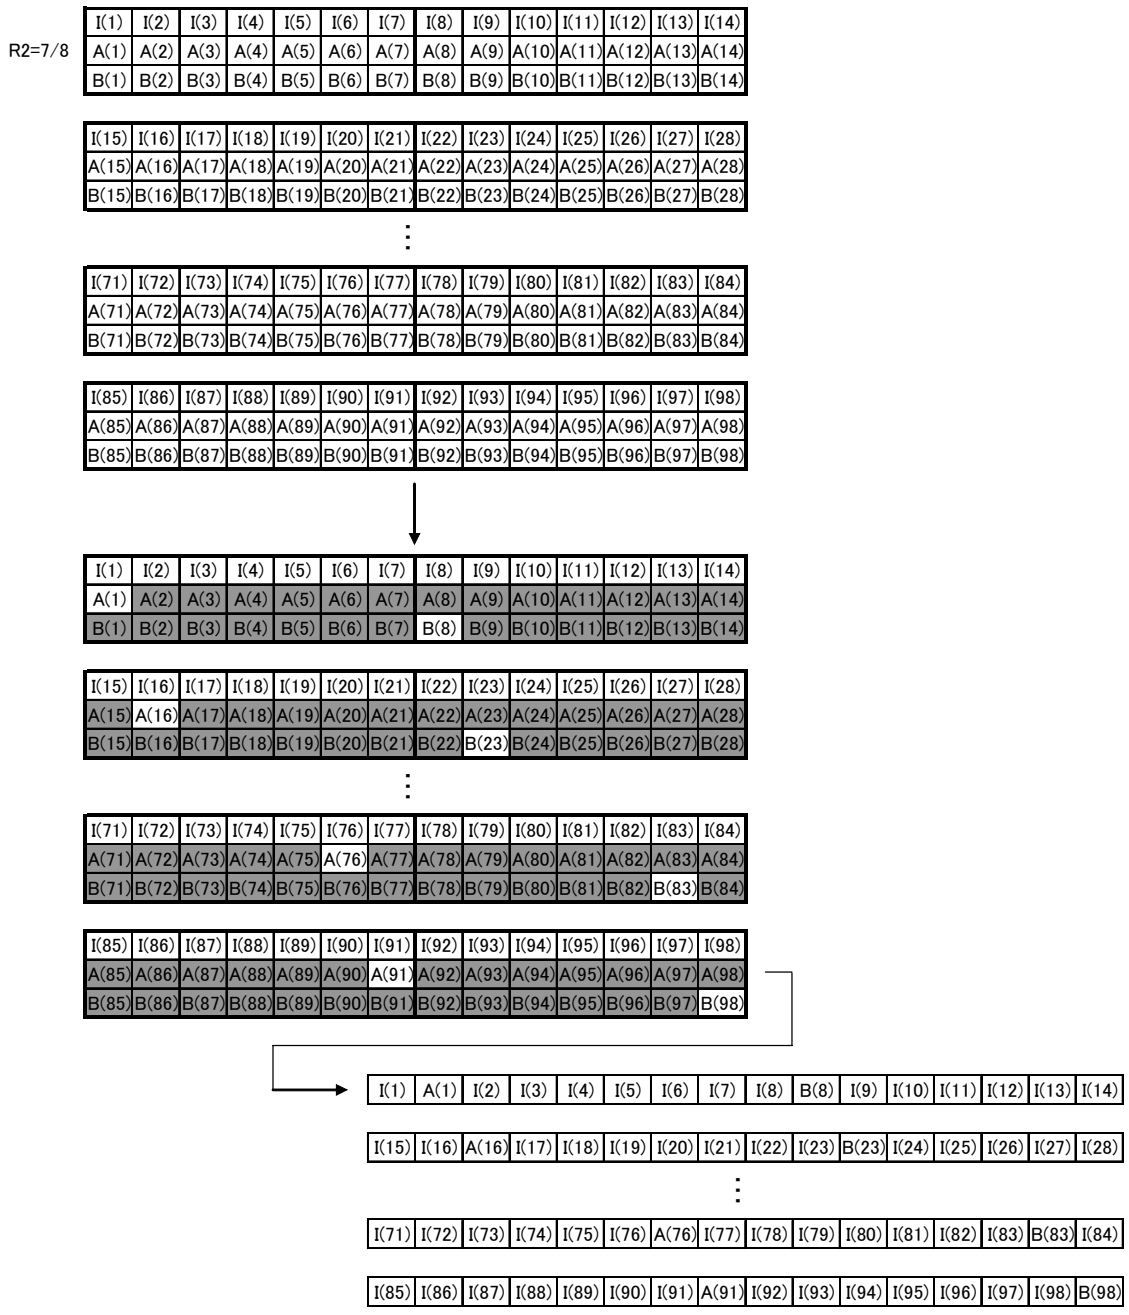 I(1) I(2) I(3) I(4) I(5) I(6) I(7) I(8) I(9) I(10) I(11) I(12) I(13) I(14)
R2=7/8 A(1) A(2) A(3) A(4) A(5) A(6) A(7) A(8) A(9) A(10) A(11) A(12) A(13) A(14)
B(1) B(2) B(3) B(4) B(5) B(6) B(7) B(8) B(9) B(10) B(11) B(12) B(13) B(14)
I(15) I(16) I(17) I(18) I(19) I(20) I(21) I(22) I(23) I(24) I(25) I(26) I(27) I(28)
A(15) A(16) A(17) A(18) A(19) A(20) A(21) A(22) A(23) A(24) A(25) A(26) A(27) A(28)
B(15) B(16) B(17) B(18) B(19) B(20) B(21) B(22) B(23) B(24) B(25) B(26) B(27) B(28)
⋮
I(71) I(72) I(73) I(74) I(75) I(76) I(77) I(78) I(79) I(80) I(81) I(82) I(83) I(84)
A(71) A(72) A(73) A(74) A(75) A(76) A(77) A(78) A(79) A(80) A(81) A(82) A(83) A(84)
B(71) B(72) B(73) B(74) B(75) B(76) B(77) B(78) B(79) B(80) B(81) B(82) B(83) B(84)
I(85) I(86) I(87) I(88) I(89) I(90) I(91) I(92) I(93) I(94) I(95) I(96) I(97) I(98)
A(85) A(86) A(87) A(88) A(89) A(90) A(91) A(92) A(93) A(94) A(95) A(96) A(97) A(98)
B(85) B(86) B(87) B(88) B(89) B(90) B(91) B(92) B(93) B(94) B(95) B(96) B(97) B(98)
I(1) I(2) I(3) I(4) I(5) I(6) I(7) I(8) I(9) I(10) I(11) I(12) I(13) I(14)
A(1) A(2) A(3) A(4) A(5) A(6) A(7) A(8) A(9) A(10) A(11) A(12) A(13) A(14)
B(1) B(2) B(3) B(4) B(5) B(6) B(7) B(8) B(9) B(10) B(11) B(12) B(13) B(14)
I(15) I(16) I(17) I(18) I(19) I(20) I(21) I(22) I(23) I(24) I(25) I(26) I(27) I(28)
A(15) A(16) A(17) A(18) A(19) A(20) A(21) A(22) A(23) A(24) A(25) A(26) A(27) A(28)
B(15) B(16) B(17) B(18) B(19) B(20) B(21) B(22) B(23) B(24) B(25) B(26) B(27) B(28)
⋮
I(71) I(72) I(73) I(74) I(75) I(76) I(77) I(78) I(79) I(80) I(81) I(82) I(83) I(84)
A(71) A(72) A(73) A(74) A(75) A(76) A(77) A(78) A(79) A(80) A(81) A(82) A(83) A(84)
B(71) B(72) B(73) B(74) B(75) B(76) B(77) B(78) B(79) B(80) B(81) B(82) B(83) B(84)
I(85) I(86) I(87) I(88) I(89) I(90) I(91) I(92) I(93) I(94) I(95) I(96) I(97) I(98)
A(85) A(86) A(87) A(88) A(89) A(90) A(91) A(92) A(93) A(94) A(95) A(96) A(97) A(98)
B(85) B(86) B(87) B(88) B(89) B(90) B(91) B(92) B(93) B(94) B(95) B(96) B(97) B(98)
I(1) A(1) I(2) I(3) I(4) I(5) I(6) I(7) I(8) B(8) I(9) I(10) I(11) I(12) I(13) I(14)
I(15) I(16) A(16) I(17) I(18) I(19) I(20) I(21) I(22) I(23) B(23) I(24) I(25) I(26) I(27) I(28)
⋮
I(71) I(72) I(73) I(74) I(75) I(76) A(76) I(77) I(78) I(79) I(80) I(81) I(82) I(83) B(83) I(84)
I(85) I(86) I(87) I(88) I(89) I(90) I(91) A(91) I(92) I(93) I(94) I(95) I(96) I(97) I(98) B(98)